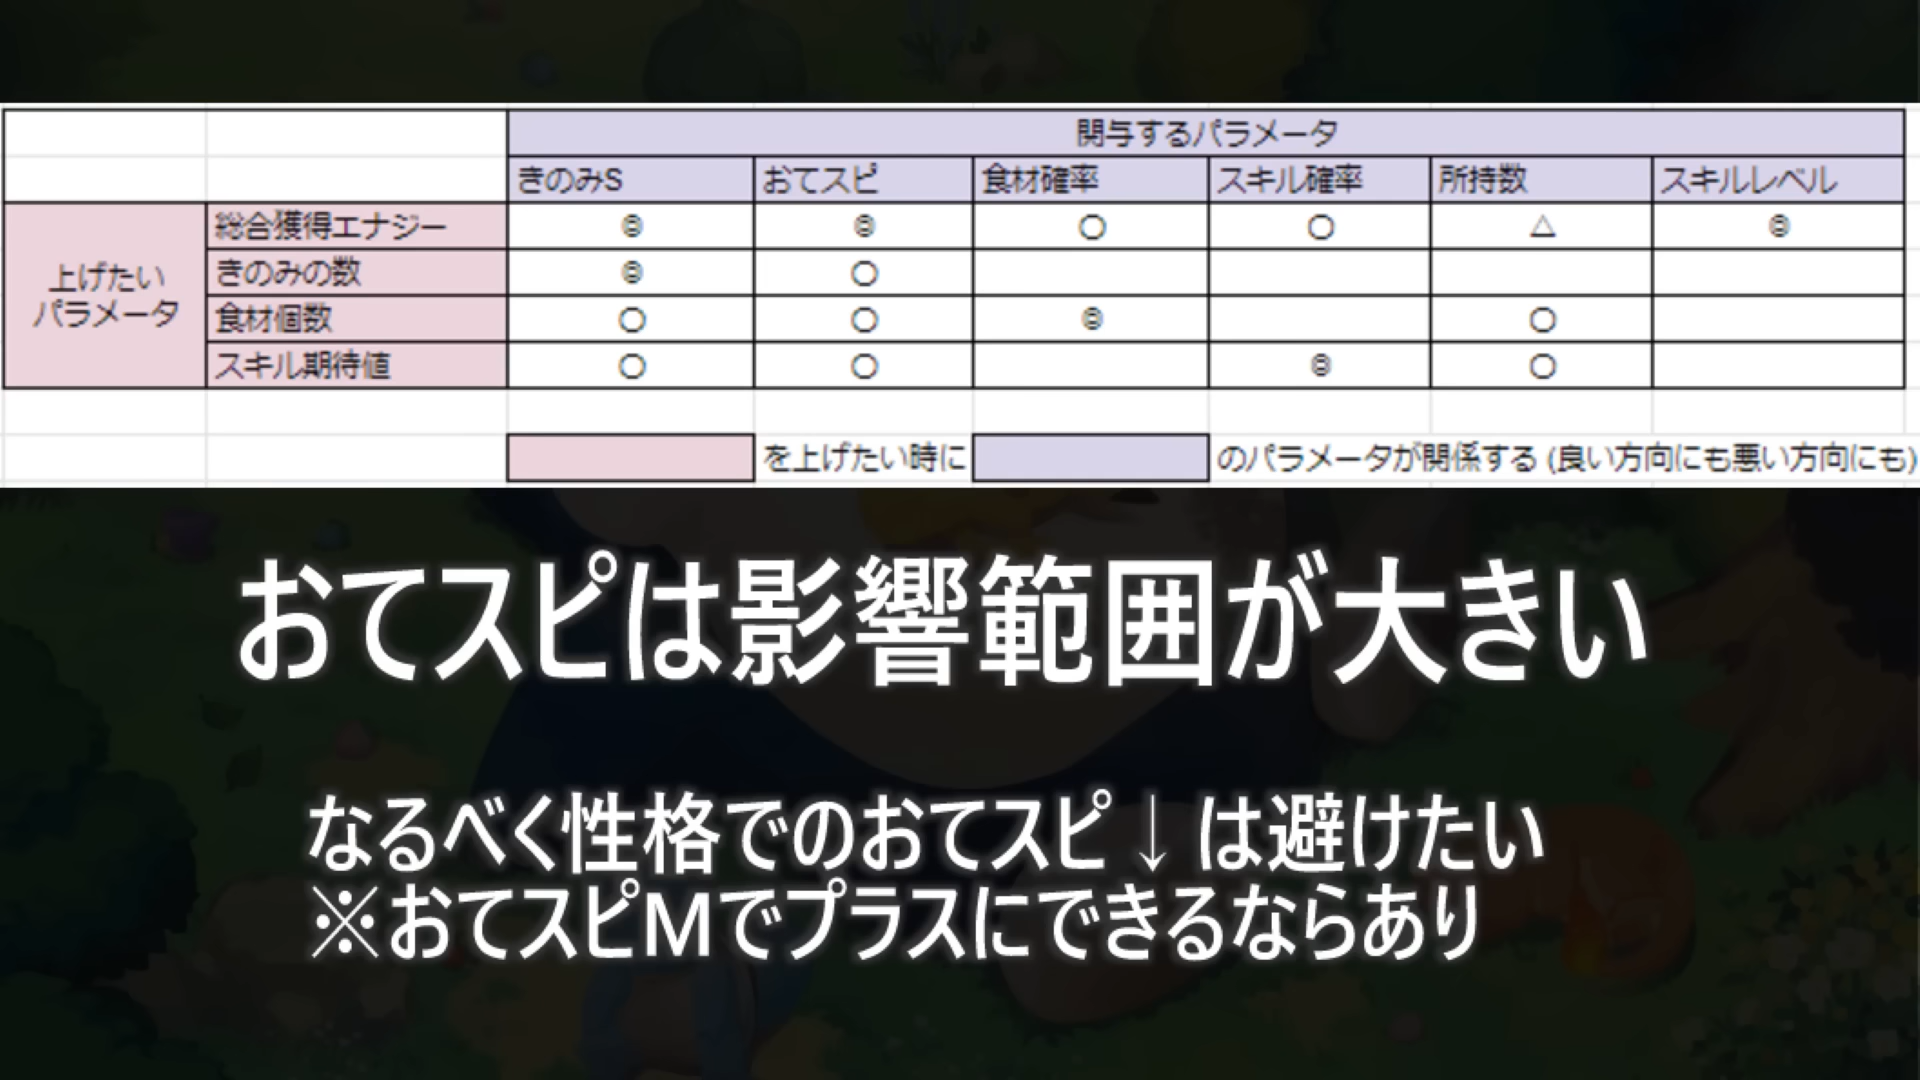 関与するパラメータ
きのみS おてスピ 食材確率 スキル確率 所持数 スキルレベル
上げたい
パラメータ
総合獲得エナジー ◎ ◎ 〇 〇 △ ◎
きのみの数 ◎ 〇
食材個数 〇 〇 ◎ 〇
スキル期待値 〇 〇 ◎ 〇
を上げたい時に のパラメータが関係する (良い方向にも悪い方向にも)
おてスピは影響範囲が大きい
なるべく性格でのおてスピ↓は避けたい
※おてスピMでプラスにできるならあり